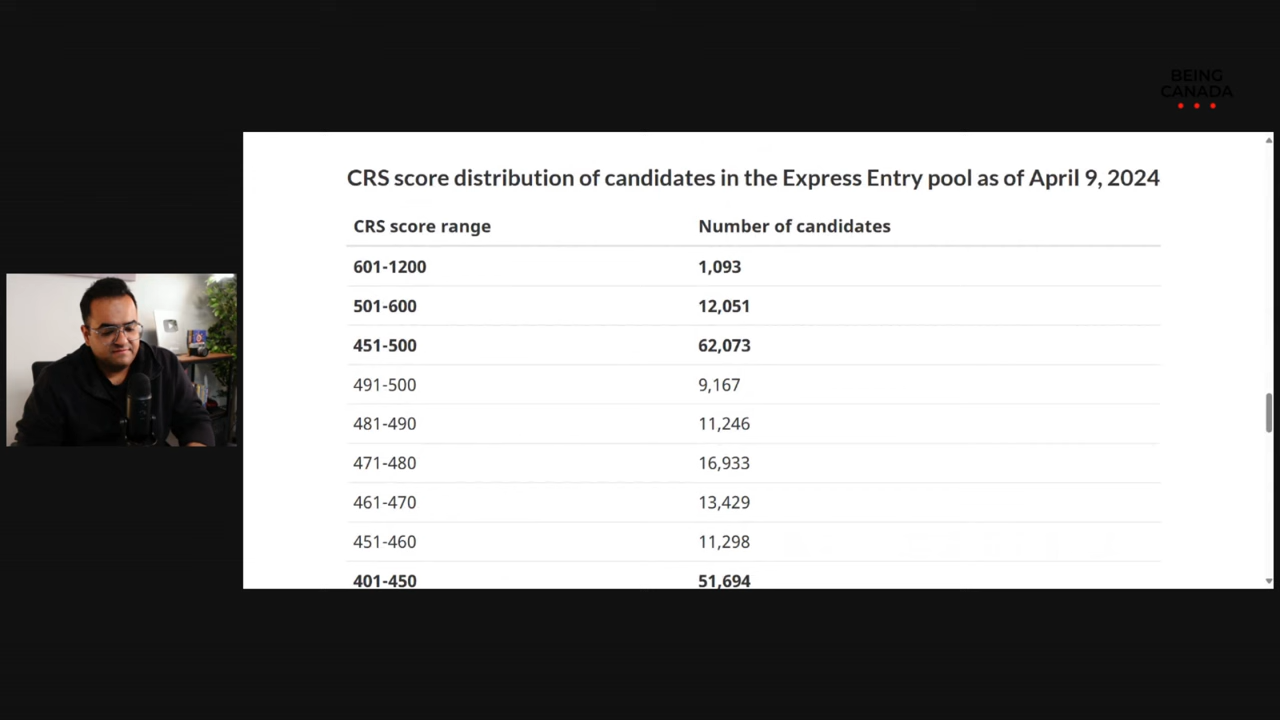 BEING
CANADA
CRS score distribution of candidates in the Express Entry pool as of April 9, 2024
CRS score range Number of candidates
601-1200 1,093
501-600 12,051
451-500 62,073
491-500 9,167
481-490 11,246
471-480 16,933
461-470 13,429
451-460 11,298
401-450 51,694